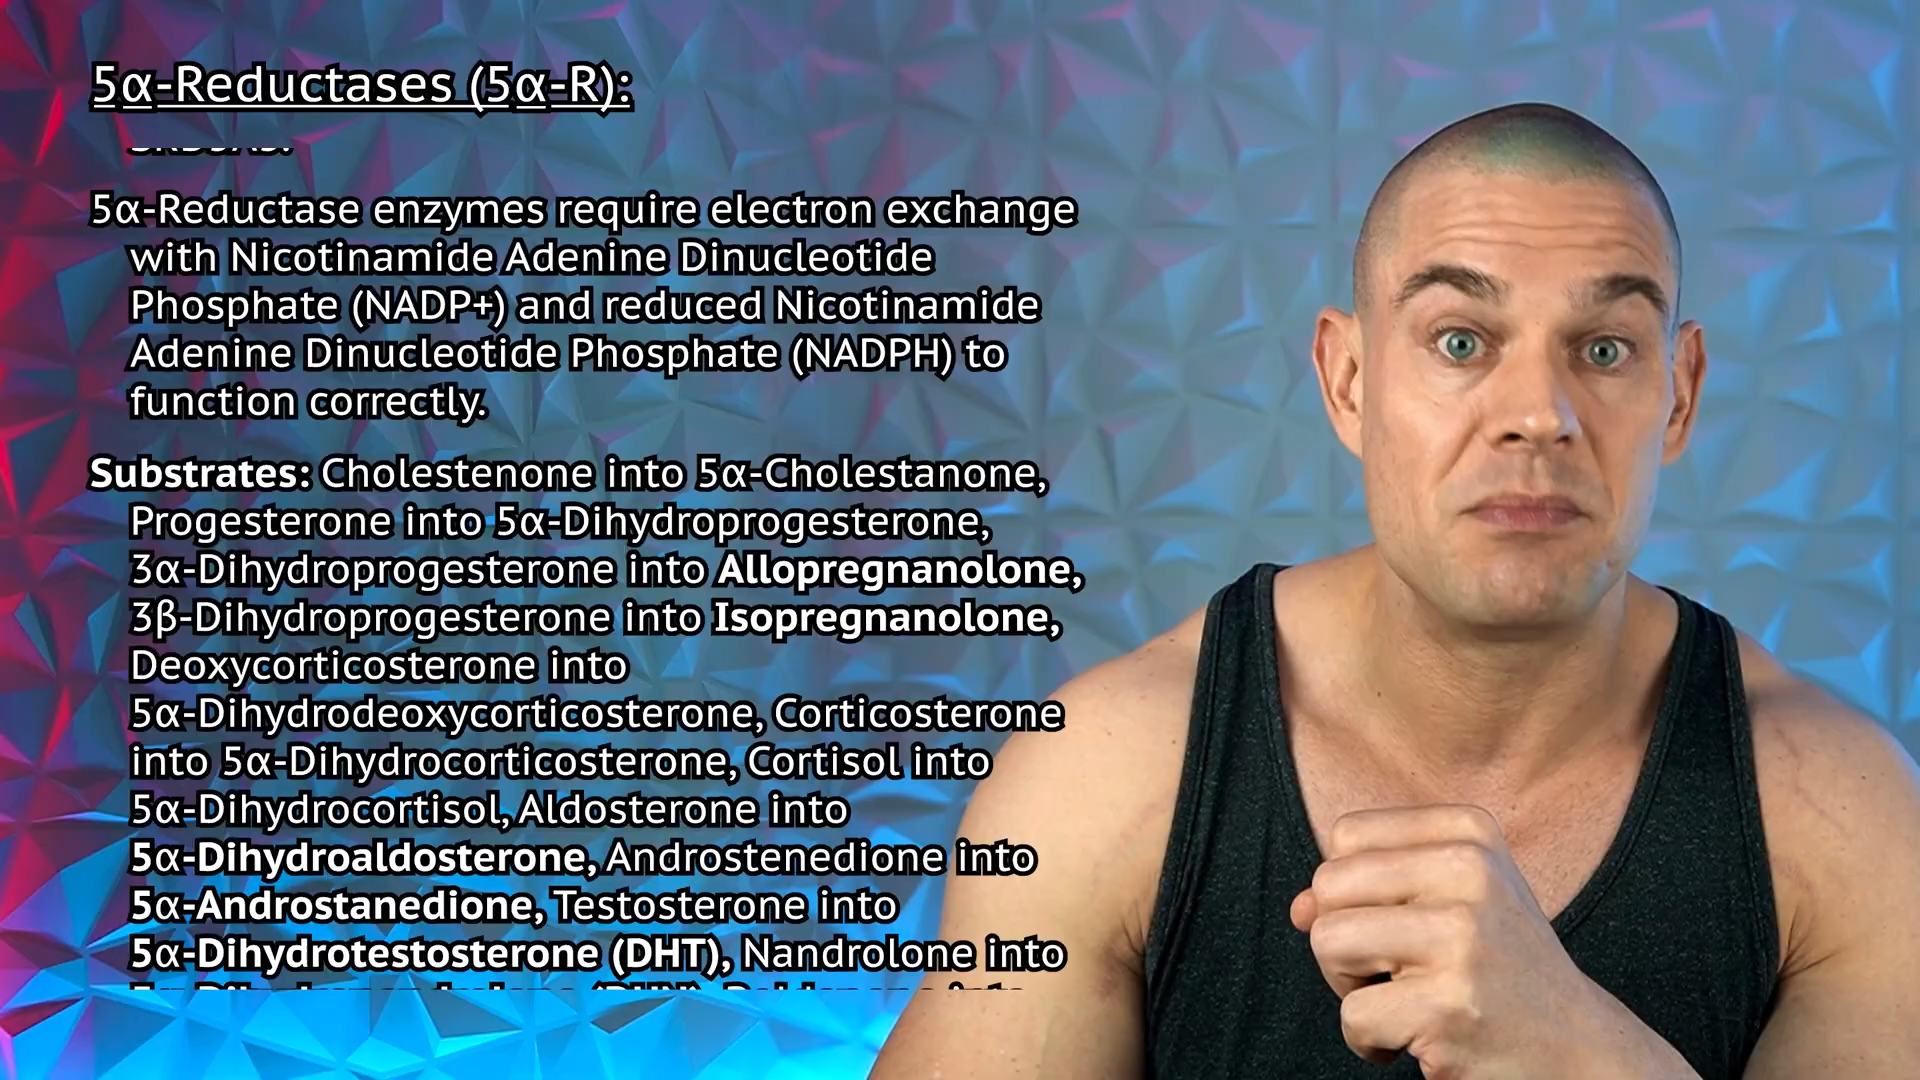 5α-Reductases (5α-R):
5α-Reductase enzymes require electron exchange
with Nicotinamide Adenine Dinucleotide
Phosphate (NADP+) and reduced Nicotinamide
Adenine Dinucleotide Phosphate (NADPH) to
function correctly.
Substrates: Cholestenone into 5α-Cholestanone,
Progesterone into 5α-Dihydroprogesterone,
3α-Dihydroprogesterone into Allopregnanolone,
3β-Dihydroprogesterone into Isopregnanolone,
Deoxycorticosterone into
5α-Dihydrodeoxycorticosterone, Corticosterone
into 5α-Dihydrocorticosterone, Cortisol into
5α-Dihydrocortisol, Aldosterone into
5α-Dihydroaldosterone, Androstenedione into
5α-Androstanedione, Testosterone into
5α-Dihydrotestosterone (DHT), Nandrolone into